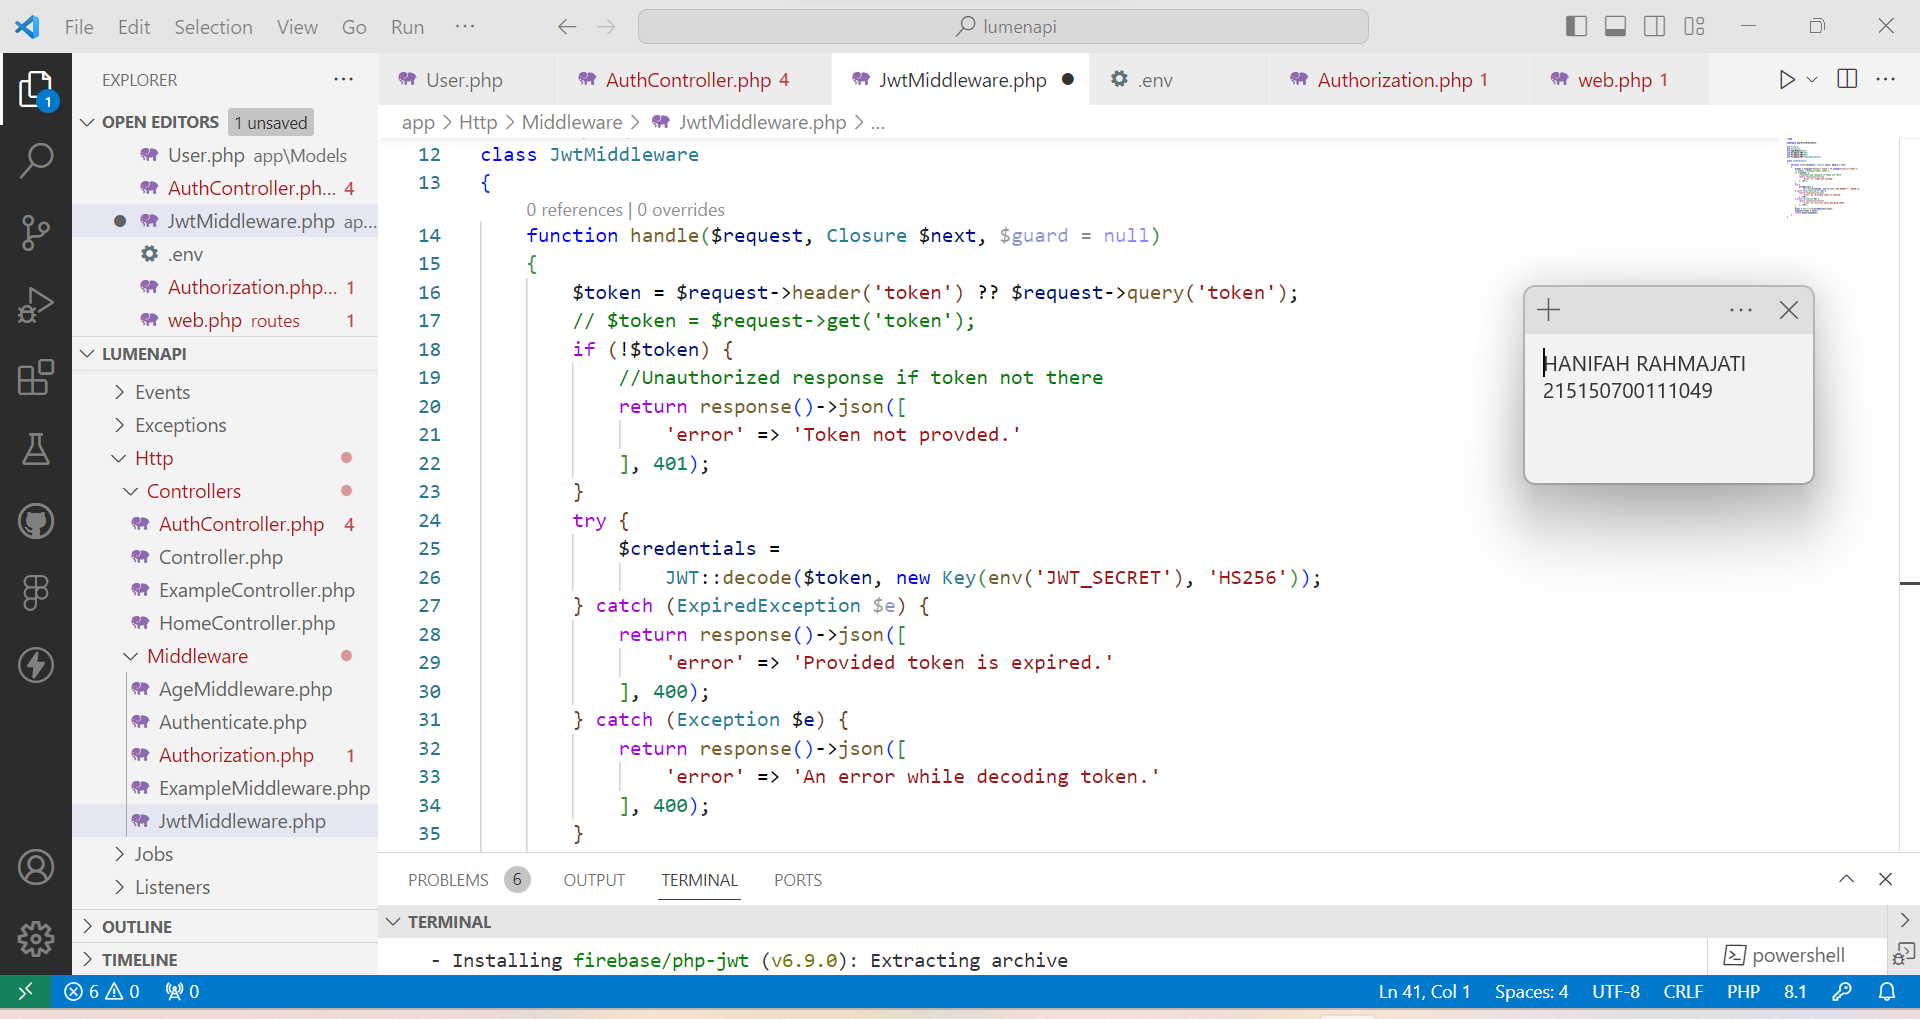 File Edit Selection View Go Run ···
lumenapi
EXPLORER
OPEN EDITORS 1 unsaved
User.php app\Models
AuthController.ph... 4
JwtMiddleware.php ap...
.env
Authorization.php... 1
web.php routes 1
LUMENAPI
Events
Exceptions
Http
Controllers
AuthController.php 4
Controller.php
ExampleController.php
HomeController.php
Middleware
AgeMiddleware.php
Authenticate.php
Authorization.php 1
ExampleMiddleware.php
JwtMiddleware.php
Jobs
Listeners
OUTLINE
TIMELINE
1
User.php AuthController.php 4 JwtMiddleware.php .env Authorization.php 1 web.php 1
app > Http > Middleware > JwtMiddleware.php > ...
12 class JwtMiddleware
13 {
0 references | 0 overrides
14 function handle($request, Closure $next, $guard = null)
15 {
16 $token = $request->header('token') ?? $request->query('token');
17 // $token = $request->get('token');
18 if (!$token) {
19 //Unauthorized response if token not there
20 return response()->json([
21 'error' => 'Token not provded.'
22 ], 401);
23 }
24 try {
25 $credentials =
26 JWT::decode($token, new Key(env('JWT_SECRET'), 'HS256'));
27 } catch (ExpiredException $e) {
28 return response()->json([
29 'error' => 'Provided token is expired.'
30 ], 400);
31 } catch (Exception $e) {
32 return response()->json([
33 'error' => 'An error while decoding token.'
34 ], 400);
35 }
HANIFAH RAHMAJATI
215150700111049
PROBLEMS 6 OUTPUT TERMINAL PORTS
TERMINAL
- Installing firebase/php-jwt (v6.9.0): Extracting archive
powershell
6 0 0
Ln 41, Col 1 Spaces: 4 UTF-8 CRLF PHP 8.1